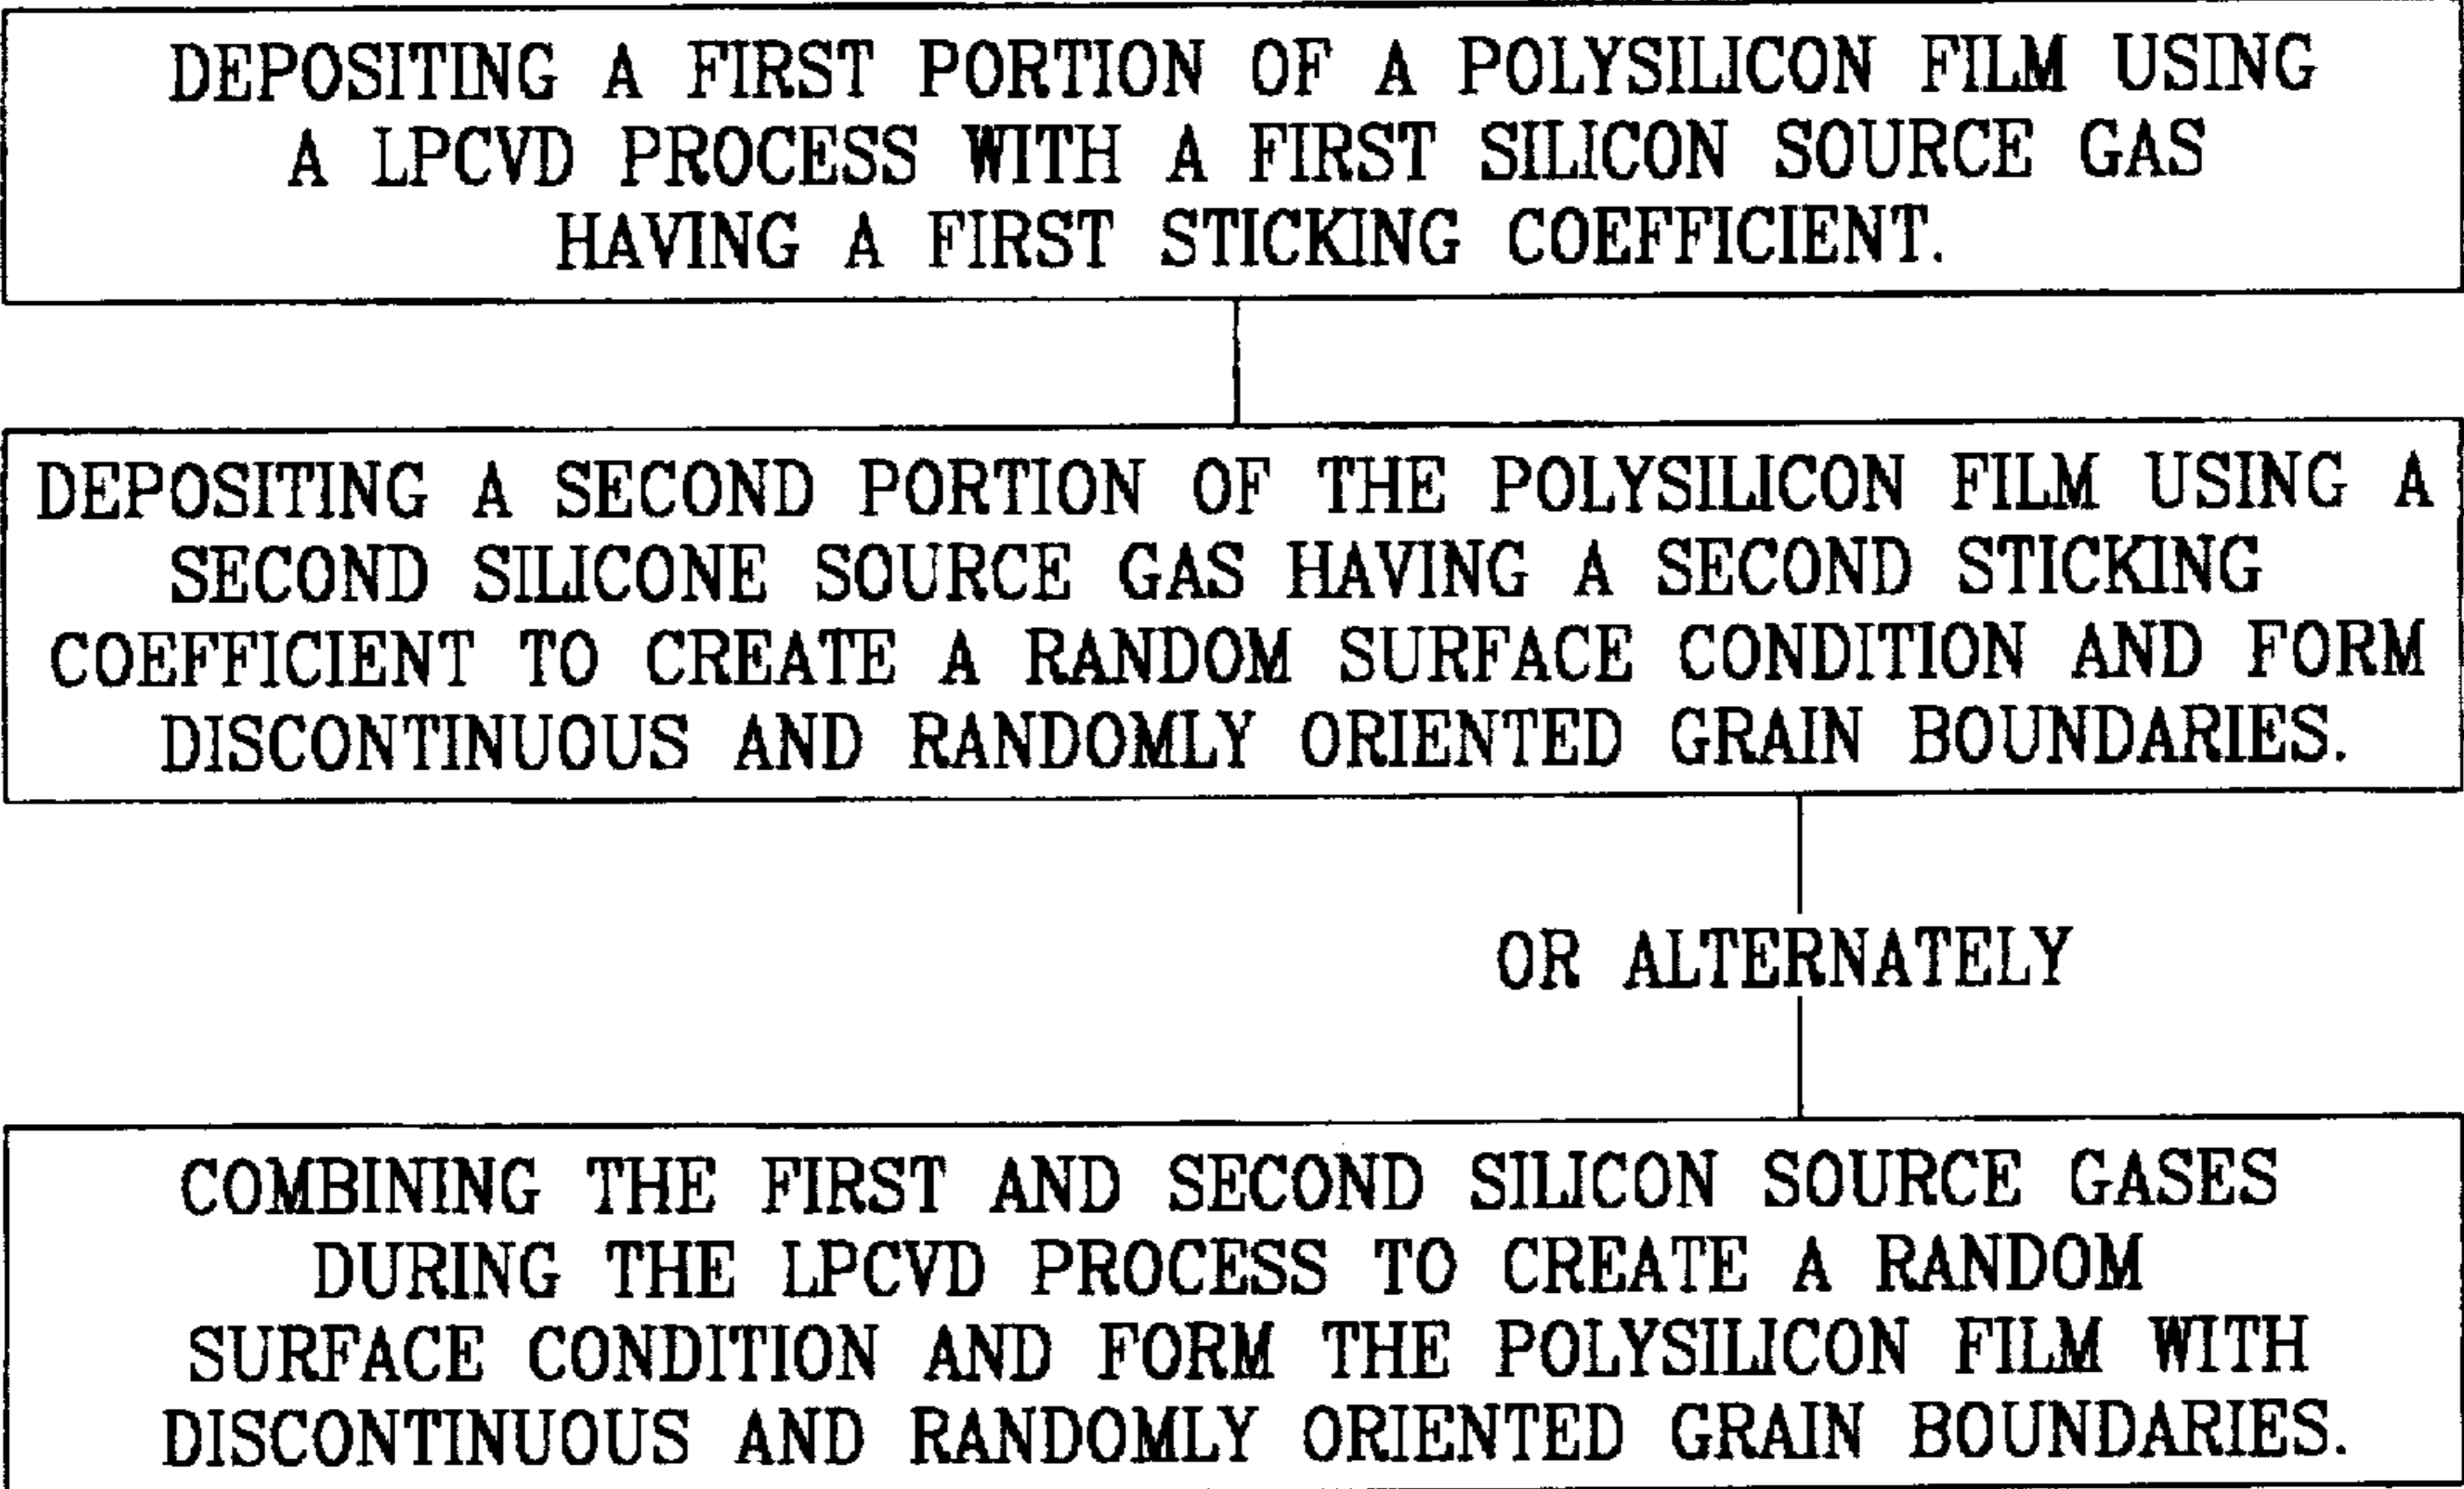 DEPOSITING A FIRST PORTION OF A POLYSILICON FILM USING
A LPCVD PROCESS WITH A FIRST SILICON SOURCE GAS
HAVING A FIRST STICKING COEFFICIENT.
DEPOSITING A SECOND PORTION OF THE POLYSILICON FILM USING A
SECOND SILICONE SOURCE GAS HAVING A SECOND STICKING
COEFFICIENT TO CREATE A RANDOM SURFACE CONDITION AND FORM
DISCONTINUOUS AND RANDOMLY ORIENTED GRAIN BOUNDARIES.
OR ALTERNATELY
COMBINING THE FIRST AND SECOND SILICON SOURCE GASES
DURING THE LPCVD PROCESS TO CREATE A RANDOM
SURFACE CONDITION AND FORM THE POLYSILICON FILM WITH
DISCONTINUOUS AND RANDOMLY ORIENTED GRAIN BOUNDARIES.